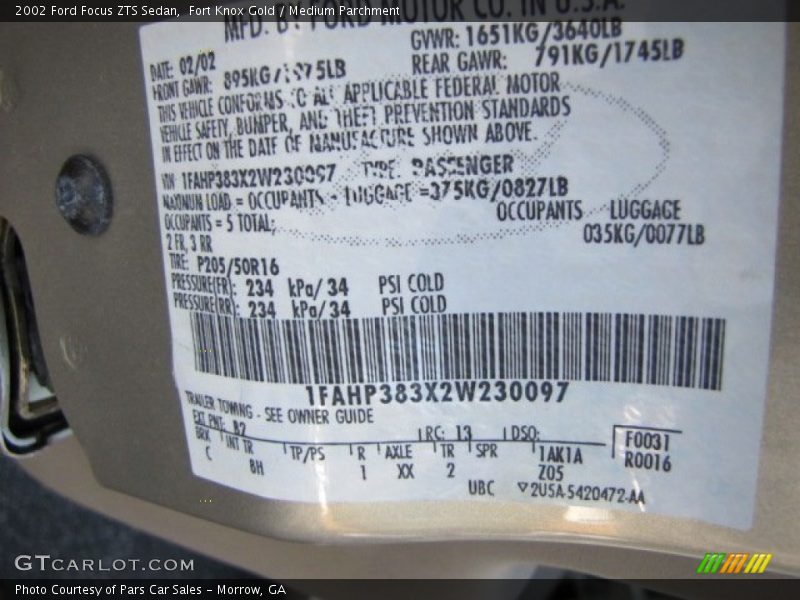 2002 Ford Focus ZTS Sedan,  Fort Knox Gold / Medium Parchment
MFD. BY FORD MOTOR CO. IN U.S.A.
DATE: 02/02 GVWR: 1651KG/3640LB
FRONT GAWR: 895KG/1975LB REAR GAWR: 791KG/1745LB
THIS VEHICLE CONFORMS TO ALL APPLICABLE FEDERAL MOTOR
VEHICLE SAFETY, BUMPER, AND THEFT PREVENTION STANDARDS
IN EFFECT ON THE DATE OF MANUFACTURE SHOWN ABOVE.
VIN: 1FAHP383X2W230097 TYPE: PASSENGER
MAXIMUM LOAD = OCCUPANTS + LUGGAGE =375KG/0827LB
OCCUPANTS = 5 TOTAL; OCCUPANTS LUGGAGE
2 FR, 3 RR 035KG/0077LB
TIRE: P205/50R16
PRESSURE(FR): 234 kPa/ 34 PSI COLD
PRESSURE(RR): 234 kPa/ 34 PSI COLD
1FAHP383X2W230097
TRAILER TOWING - SEE OWNER GUIDE
EXT PNT: B2 RC: 13 DSO: F0031
BRK INT TR TP/PS R AXLE TR SPR 1AK1A R0016
C BH 1 XX 2 Z05
UBC 2U5A-5420472-AA
GTCARLOT.COM
Photo Courtesy of Pars Car Sales - Morrow, GA